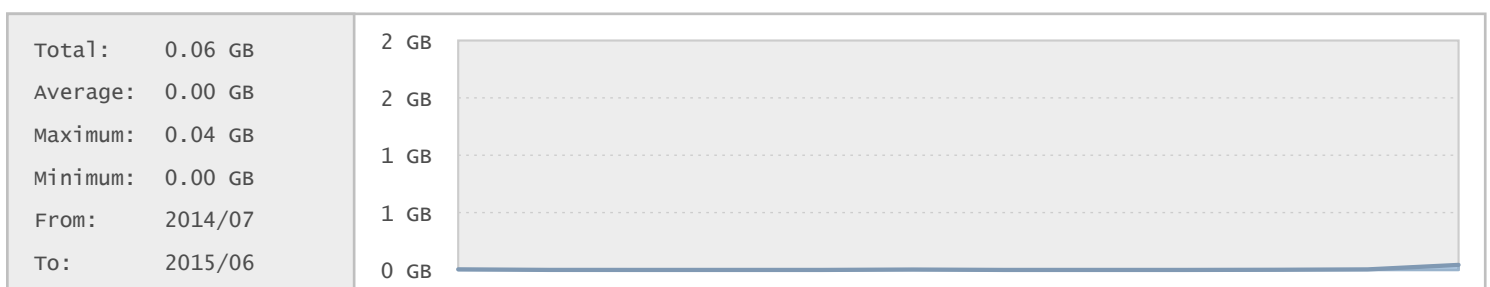 Total: 0.06 GB
Average: 0.00 GB
Maximum: 0.04 GB
Minimum: 0.00 GB
From: 2014/07
To: 2015/06
2 GB
2 GB
1 GB
1 GB
0 GB